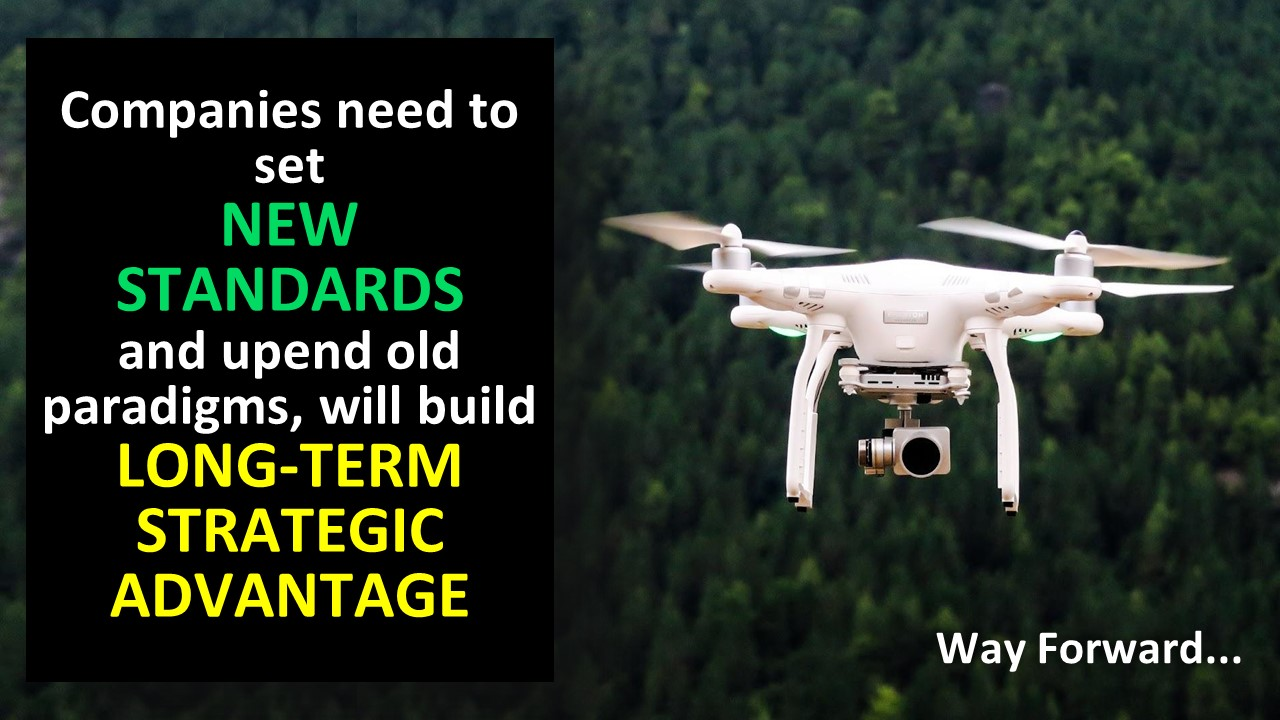 Companies need to
set
NEW
STANDARDS
and upend old
paradigms, will build
LONG-TERM
STRATEGIC
ADVANTAGE
Way Forward...